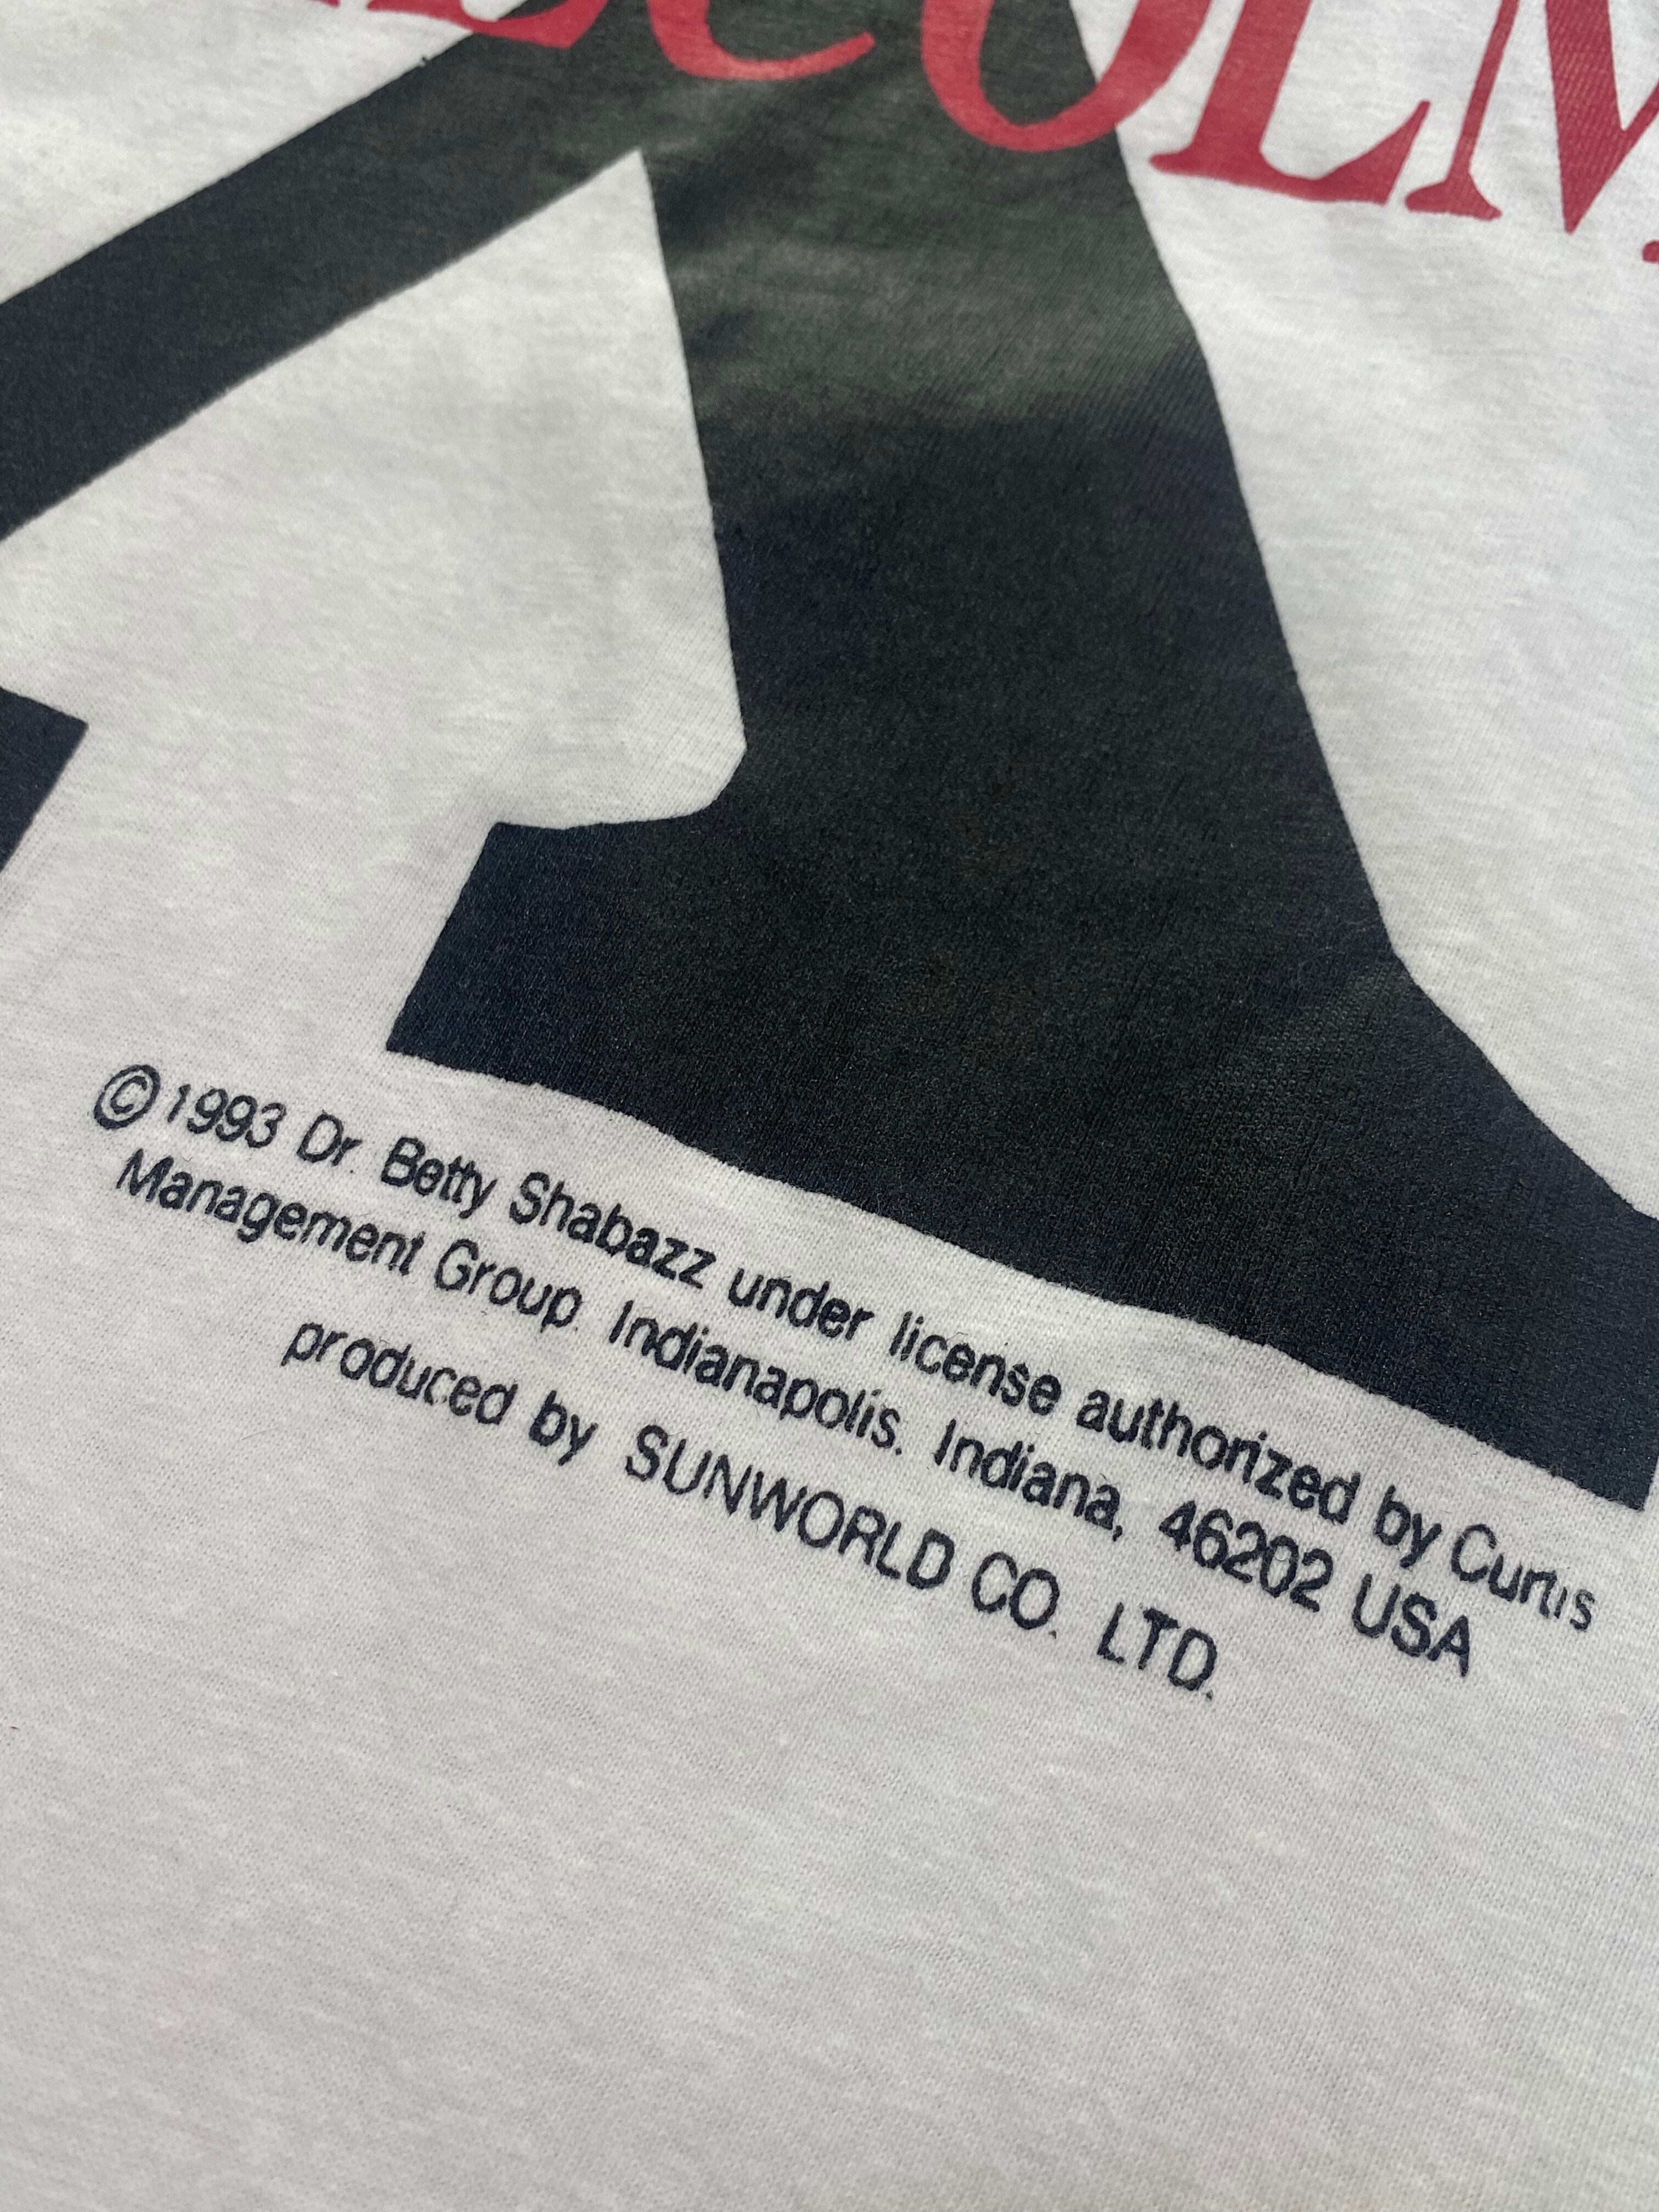 COLM
© 1993 Dr. Betty Shabazz under license authorized by Curtis
Management Group. Indianapolis. Indiana, 46202 USA
produced by SUNWORLD CO. LTD.